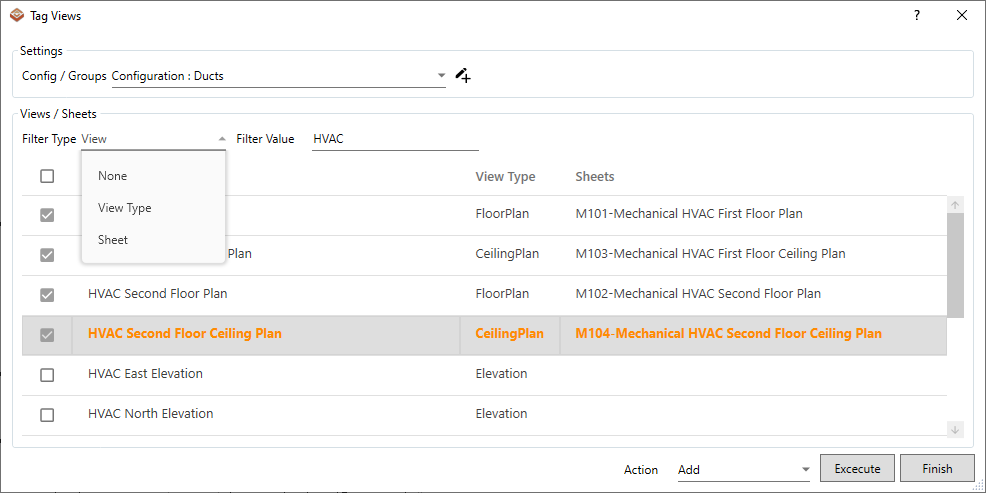 Tag Views ?
Settings
Config / Groups Configuration : Ducts
Views / Sheets
Filter Type View Filter Value HVAC
None
View Type
Sheet
View Type Sheets
FloorPlan M101-Mechanical HVAC First Floor Plan
Plan CeilingPlan M103-Mechanical HVAC First Floor Ceiling Plan
HVAC Second Floor Plan FloorPlan M102-Mechanical HVAC Second Floor Plan
HVAC Second Floor Ceiling Plan CeilingPlan M104-Mechanical HVAC Second Floor Ceiling Plan
HVAC East Elevation Elevation
HVAC North Elevation Elevation
Action Add Excecute Finish